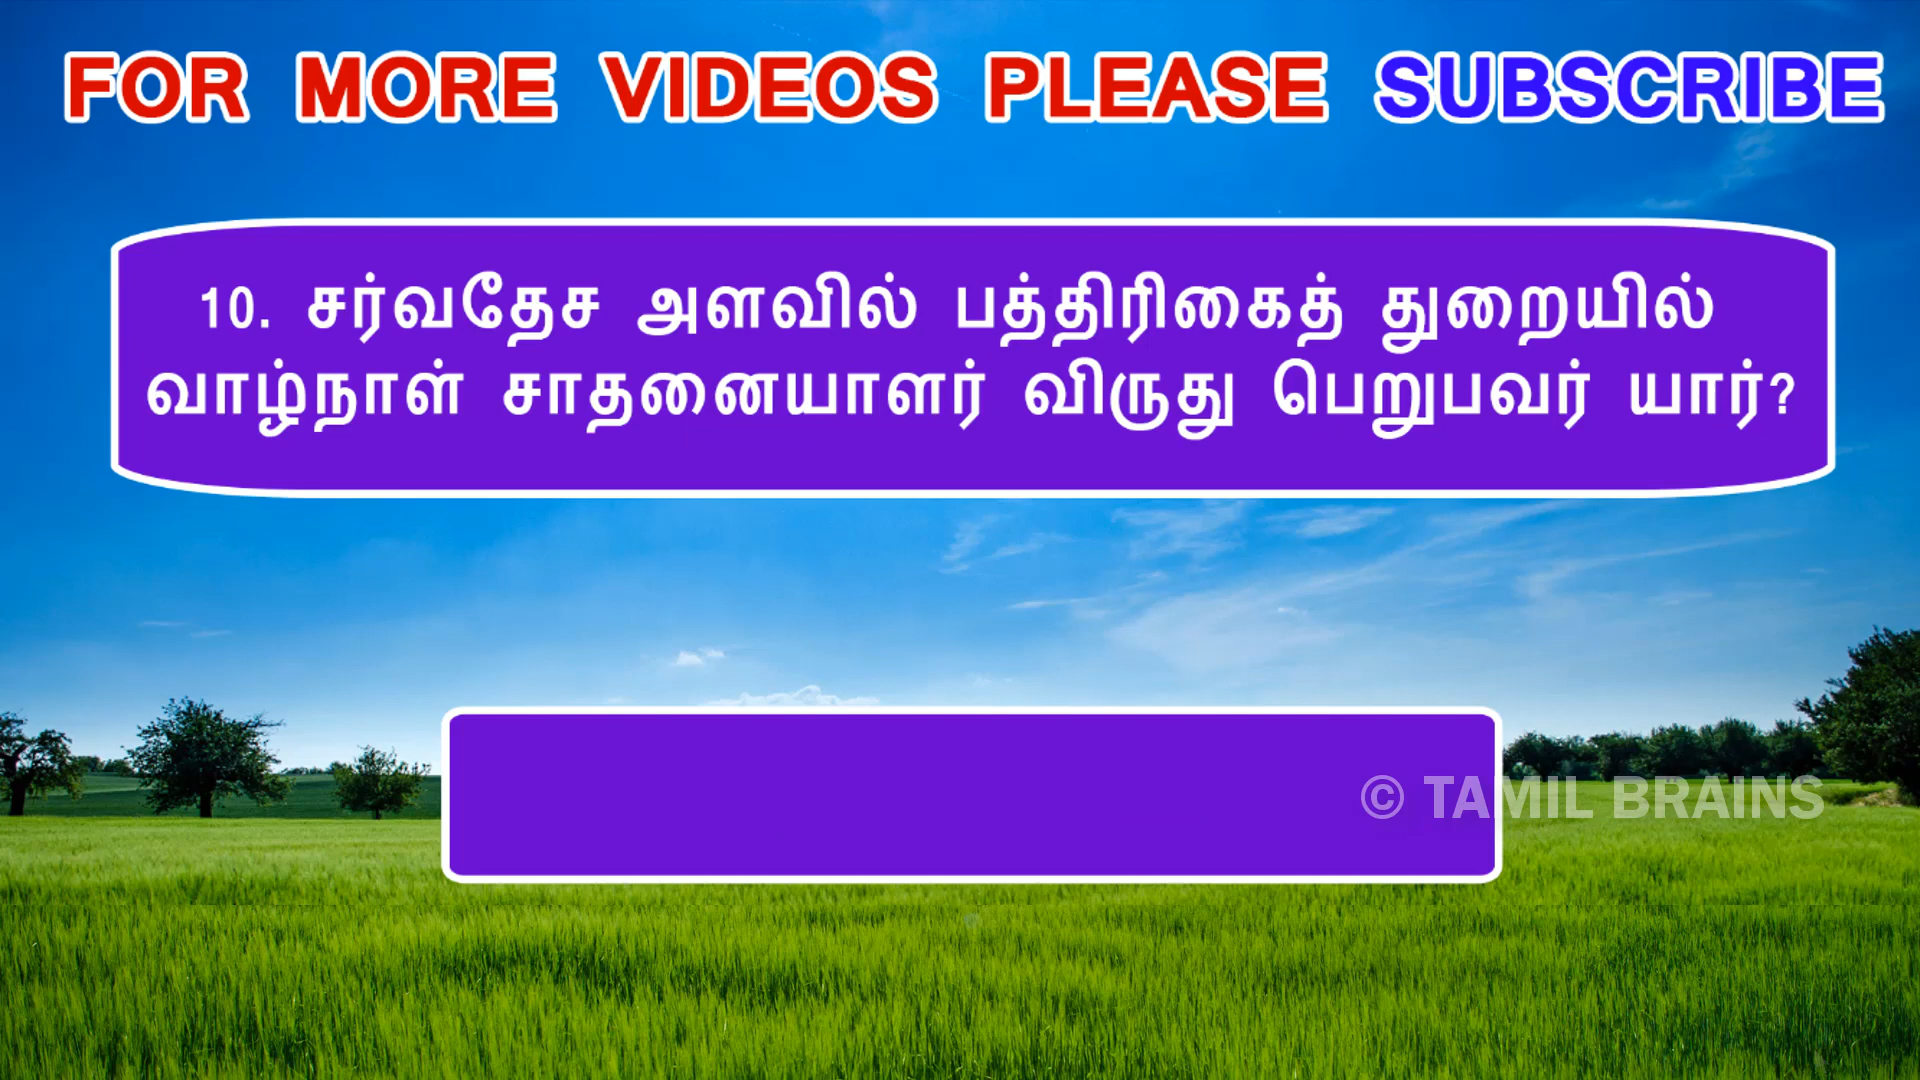 FOR MORE VIDEOS PLEASE SUBSCRIBE
10. சர்வதேச அளவில் பத்திரிகைத் துறையில்
வாழ்நாள் சாதனையாளர் விருது பெறுபவர் யார்?
© TAMIL BRAINS